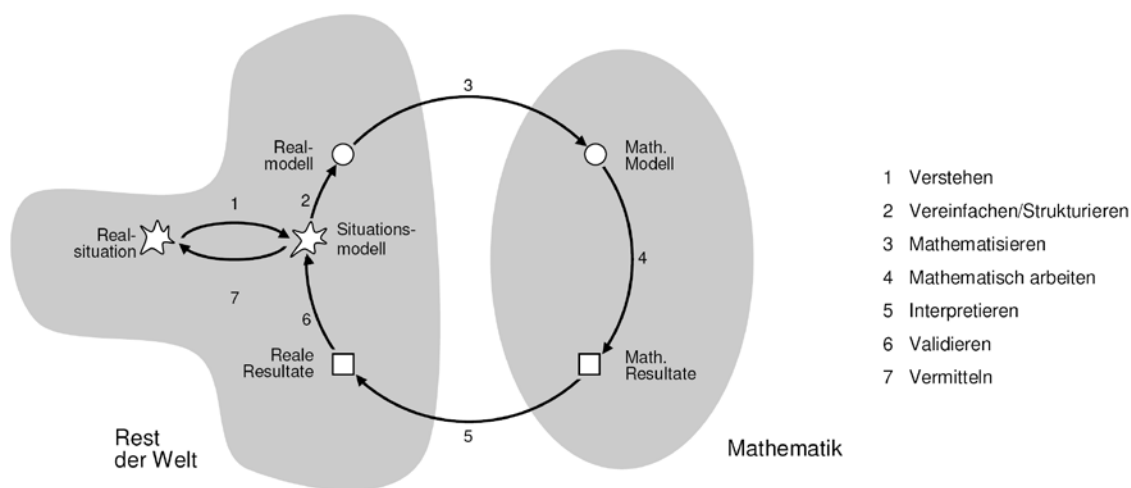 3
Real-
modell
Math.
Modell
1
2
Real-
situation
Situations-
modell
4
7
6
Reale
Resultate
Math.
Resultate
5
Rest
der Welt
Mathematik
1 Verstehen
2 Vereinfachen/Strukturieren
3 Mathematisieren
4 Mathematisch arbeiten
5 Interpretieren
6 Validieren
7 Vermitteln